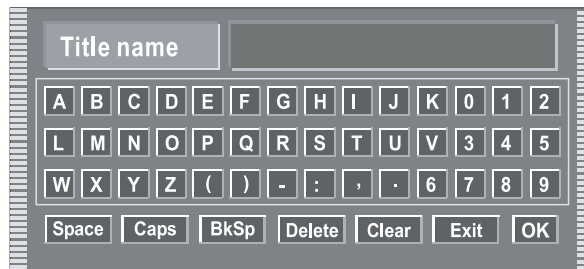 Title name
A B C D E F G H I J K 0 1 2
L M N O P Q R S T U V 3 4 5
W X Y Z ( ) - : , . 6 7 8 9
Space Caps BkSp Delete Clear Exit OK